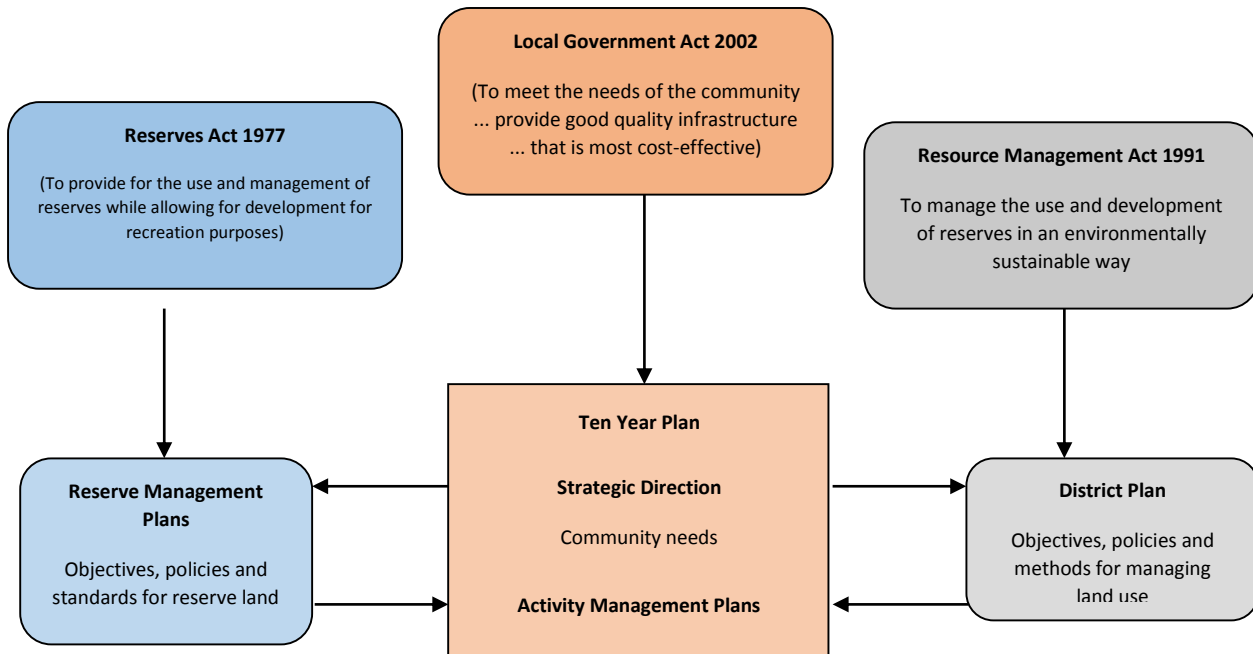 Local Government Act 2002
(To meet the needs of the community
... provide good quality infrastructure
... that is most cost-effective)
Reserves Act 1977
(To provide for the use and management of
reserves while allowing for development for
recreation purposes)
Resource Management Act 1991
To manage the use and development
of reserves in an environmentally
sustainable way
Reserve Management
Plans
Objectives, policies and
standards for reserve land
Ten Year Plan
Strategic Direction
Community needs
Activity Management Plans
District Plan
Objectives, policies and
methods for managing
land use